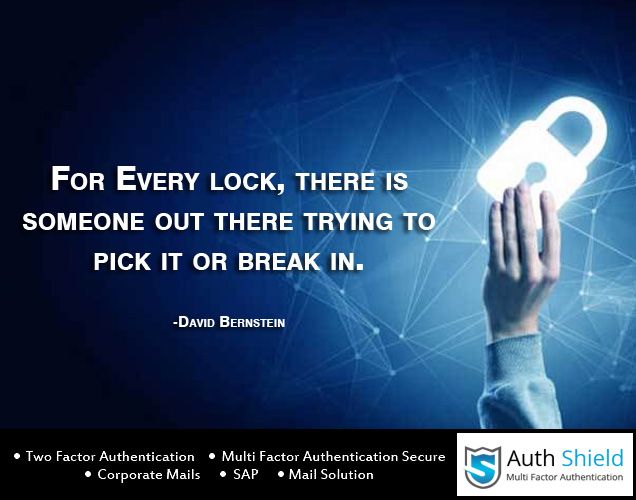 For Every lock, there is
someone out there trying to
pick it or break in.
-David Bernstein
• Two Factor Authentication • Multi Factor Authentication Secure
• Corporate Mails • SAP • Mail Solution
S
Auth Shield
Multi Factor Authentication